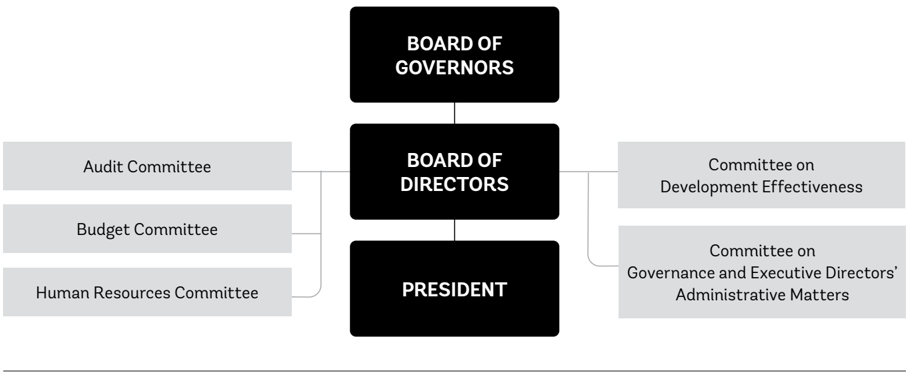 BOARD OF
GOVERNORS
Audit Committee
Budget Committee
Human Resources Committee
BOARD OF
DIRECTORS
Committee on
Development Effectiveness
Committee on
Governance and Executive Directors’
Administrative Matters
PRESIDENT